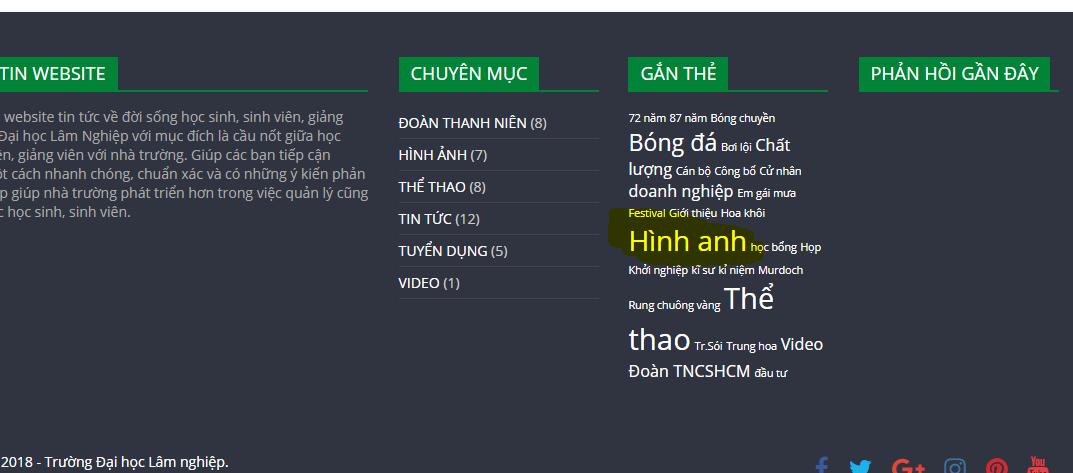 TIN WEBSITE
website tin tức về đời sống học sinh, sinh viên, giảng
Đại học Lâm Nghiệp với mục đích là cầu nốt giữa học
ên, giảng viên với nhà trường. Giúp các bạn tiếp cận
ột cách nhanh chóng, chuẩn xác và có những ý kiến phản
p giúp nhà trường phát triển hơn trong việc quản lý cũng
c học sinh, sinh viên.
CHUYÊN MỤC
ĐOÀN THANH NIÊN (8)
HÌNH ẢNH (7)
THỂ THAO (8)
TIN TỨC (12)
TUYỂN DỤNG (5)
VIDEO (1)
GẮN THẺ
72 năm 87 năm Bóng chuyền
Bóng đá Bơi lội Chất
lượng Cán bộ Công bố Cử nhân
doanh nghiệp Em gái mưa
Festival Giới thiệu Hoa khôi
Hình anh học bổng Họp
Khởi nghiệp kĩ sư kỉ niệm Murdoch
Rung chuông vàng Thể
thao Tr.Sói Trung hoa Video
Đoàn TNCSHCM đầu tư
PHẢN HỒI GẦN ĐÂY
2018 - Trường Đại học Lâm nghiệp.
You